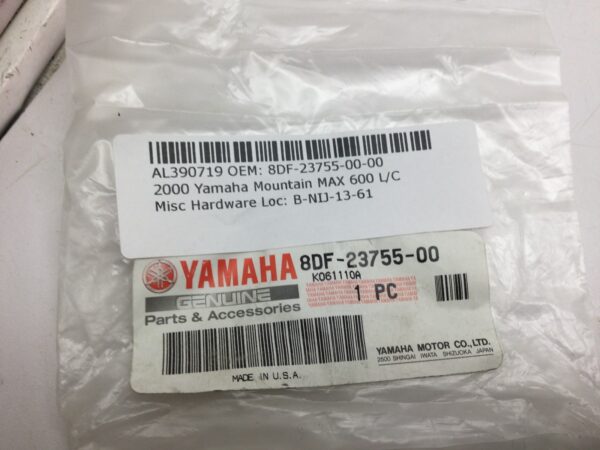 AL390719 OEM: 8DF-23755-00-00
2000 Yamaha Mountain MAX 600 L/C
Misc Hardware Loc: B-NIJ-13-61
YAMAHA
GENUINE
Parts & Accessories
8DF-23755-00
K061110A
1 PC
YAMAHA MOTOR CO.,LTD.
2500 SHINGAI IWATA SHIZUOKA JAPAN
MADE IN U.S.A.